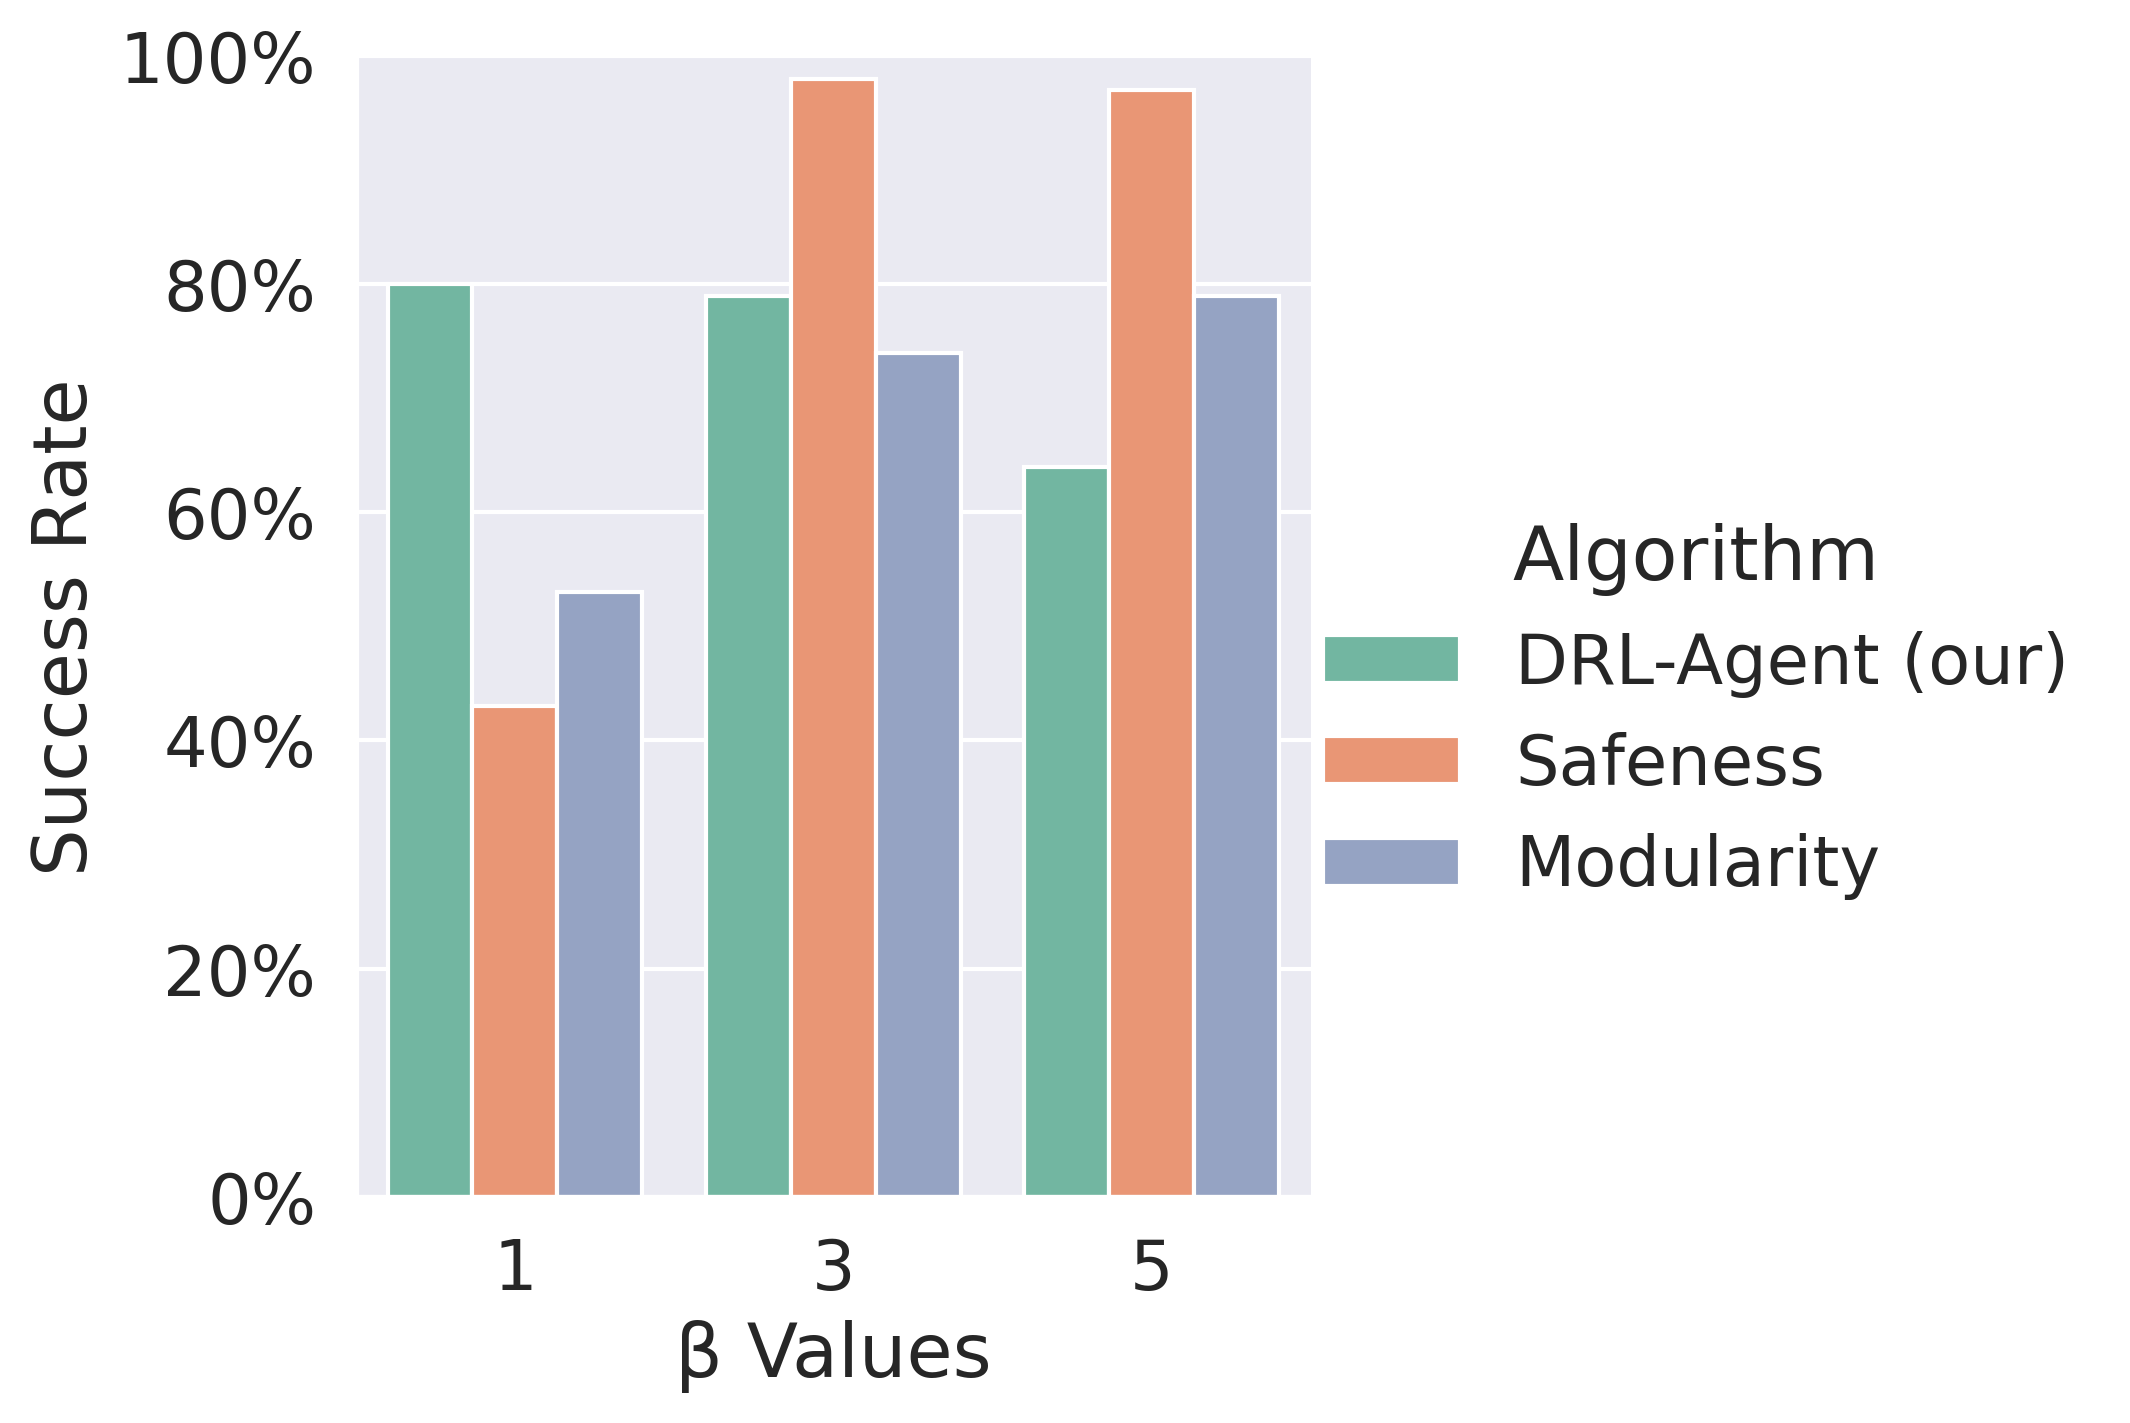 100%
80%
60%
40%
20%
0%
Success Rate
1 3 5
β Values
Algorithm
DRL-Agent (our)
Safeness
Modularity